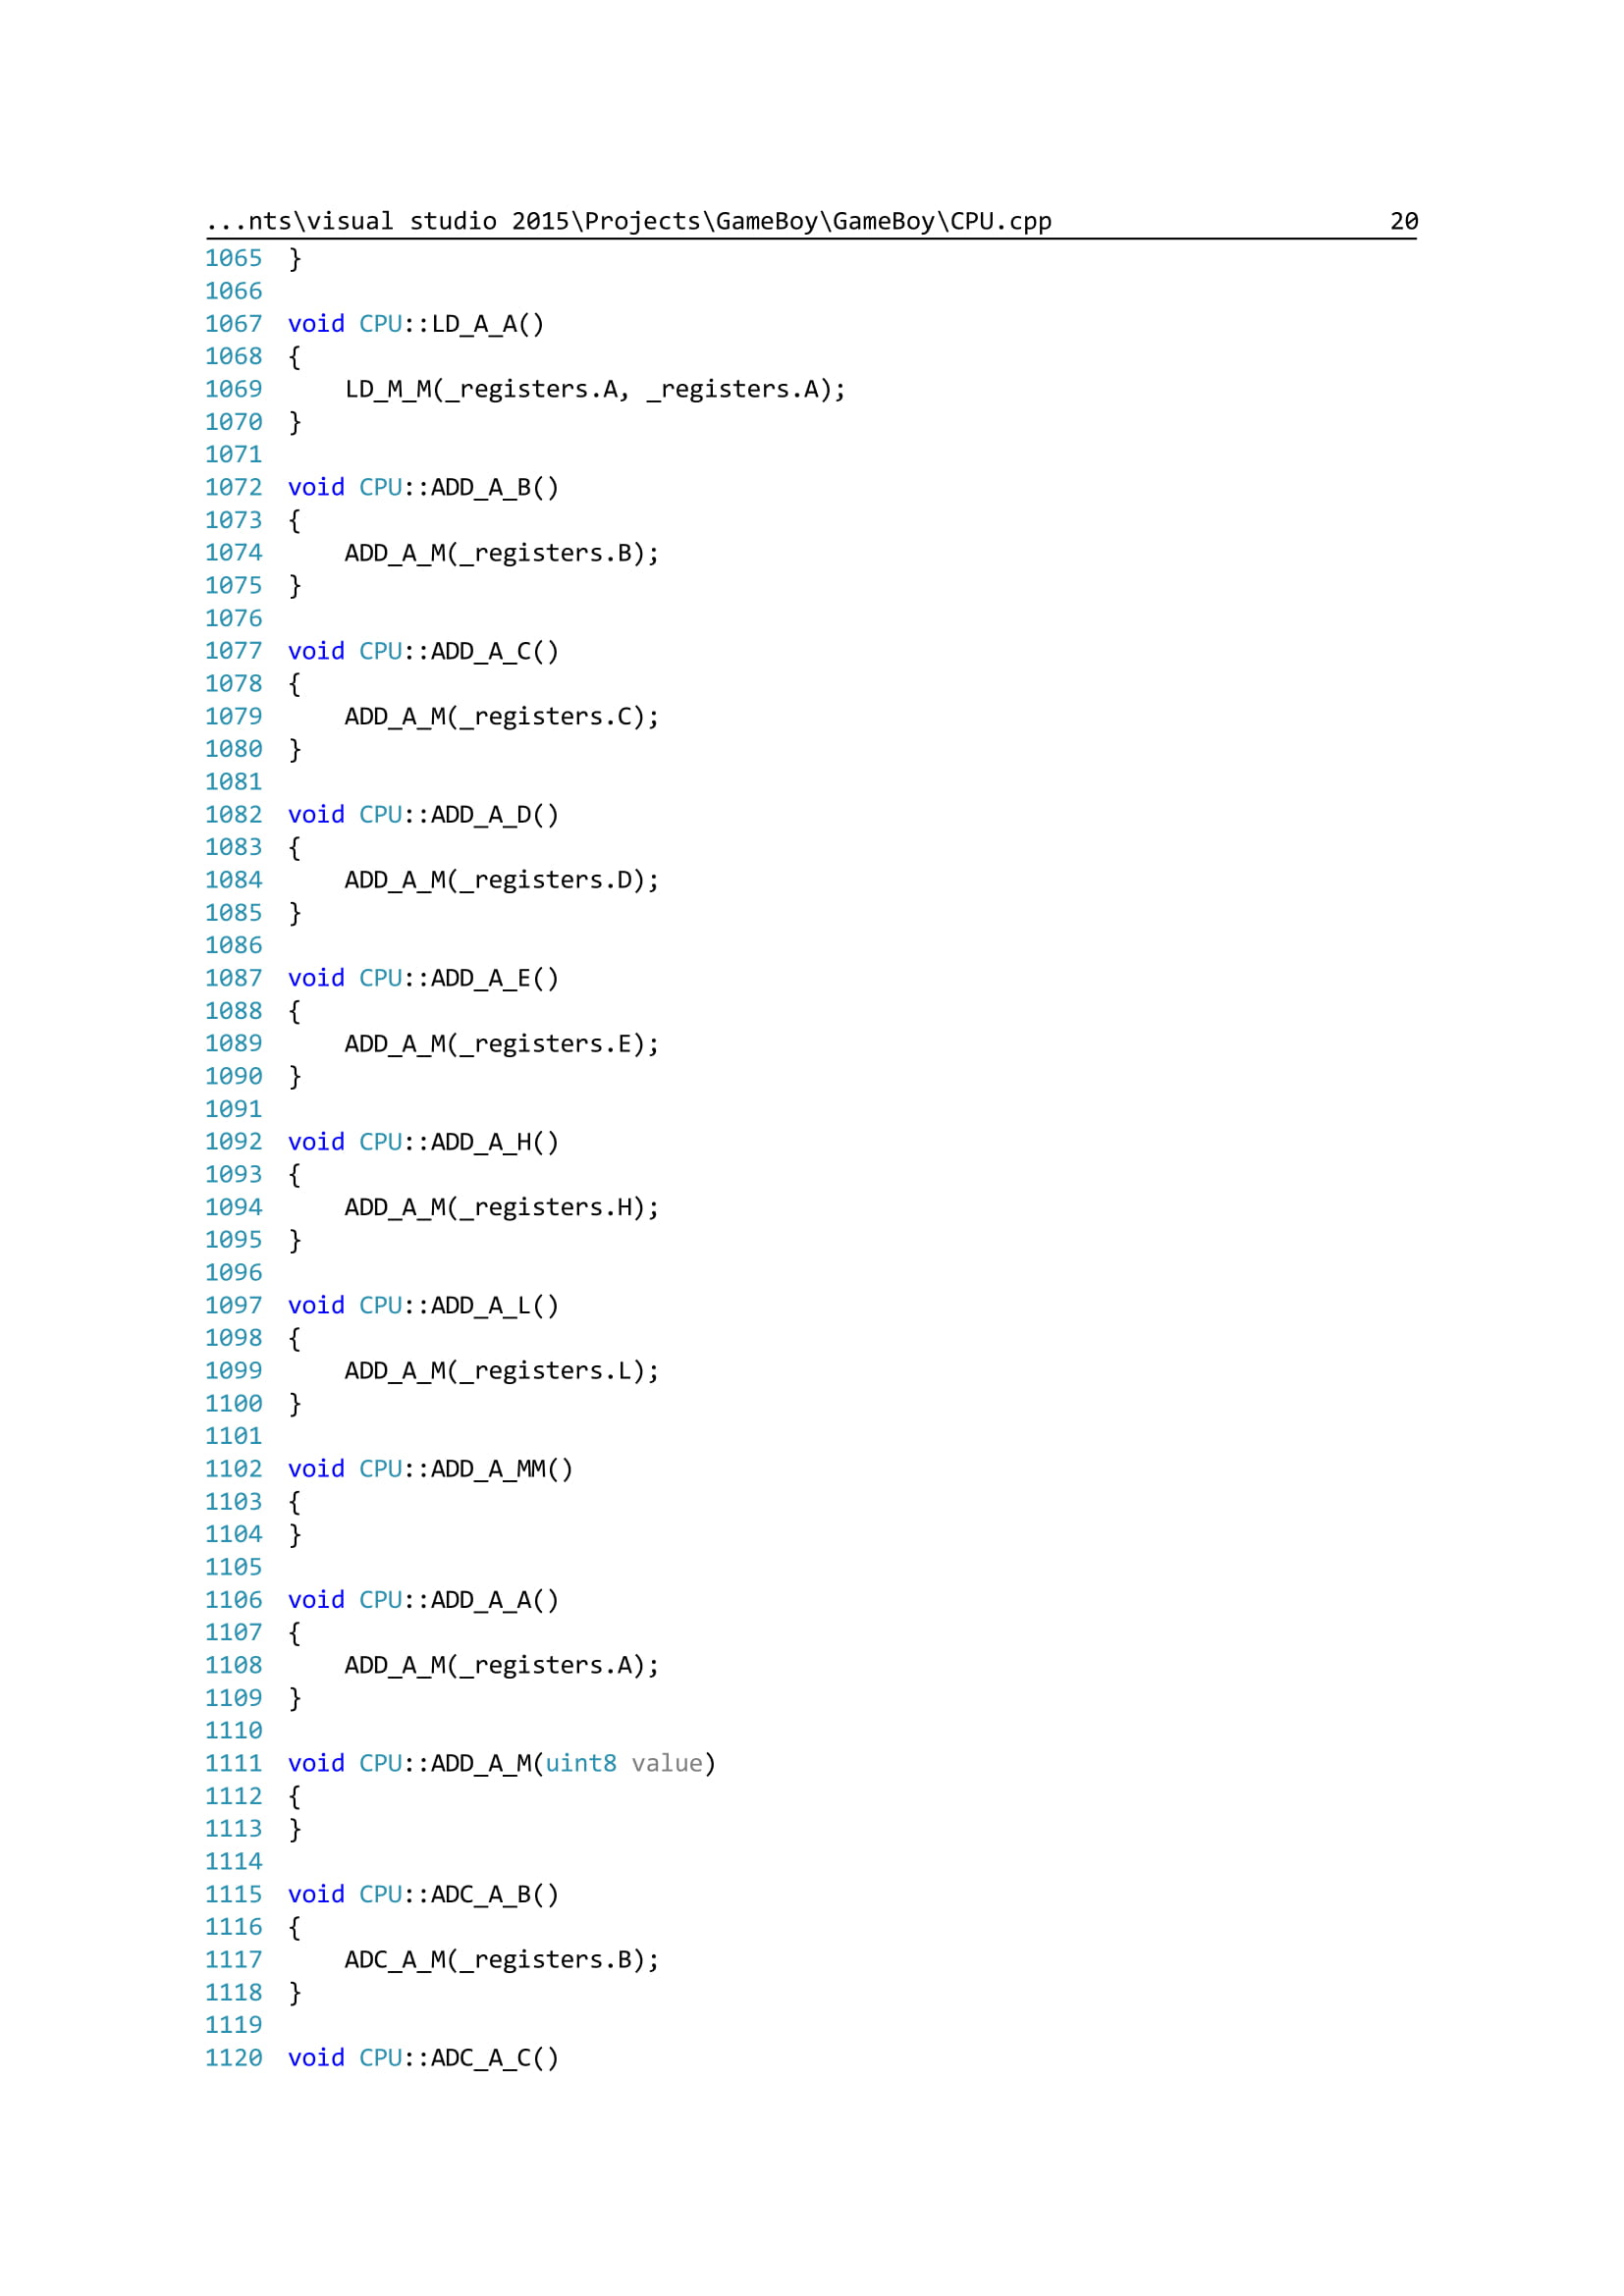 ...nts\visual studio 2015\Projects\GameBoy\GameBoy\CPU.cpp 20
1065 }
1066
1067 void CPU::LD_A_A()
1068 {
1069     LD_M_M(_registers.A, _registers.A);
1070 }
1071
1072 void CPU::ADD_A_B()
1073 {
1074     ADD_A_M(_registers.B);
1075 }
1076
1077 void CPU::ADD_A_C()
1078 {
1079     ADD_A_M(_registers.C);
1080 }
1081
1082 void CPU::ADD_A_D()
1083 {
1084     ADD_A_M(_registers.D);
1085 }
1086
1087 void CPU::ADD_A_E()
1088 {
1089     ADD_A_M(_registers.E);
1090 }
1091
1092 void CPU::ADD_A_H()
1093 {
1094     ADD_A_M(_registers.H);
1095 }
1096
1097 void CPU::ADD_A_L()
1098 {
1099     ADD_A_M(_registers.L);
1100 }
1101
1102 void CPU::ADD_A_MM()
1103 {
1104 }
1105
1106 void CPU::ADD_A_A()
1107 {
1108     ADD_A_M(_registers.A);
1109 }
1110
1111 void CPU::ADD_A_M(uint8 value)
1112 {
1113 }
1114
1115 void CPU::ADC_A_B()
1116 {
1117     ADC_A_M(_registers.B);
1118 }
1119
1120 void CPU::ADC_A_C()